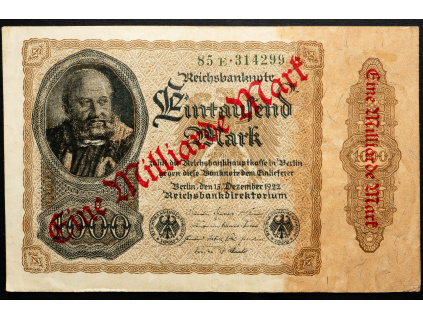 85 E·314299
Reichsbanknote
Eintausend
Mark
zahlt die Reichsbankhauptkasse in Berlin
gegen diese Banknote dem Einlieferer
Berlin, den 15. Dezember 1922
Reichsbankdirektorium
Eine Milliarde Mark
1000
Eine Milliarde Mark
1000